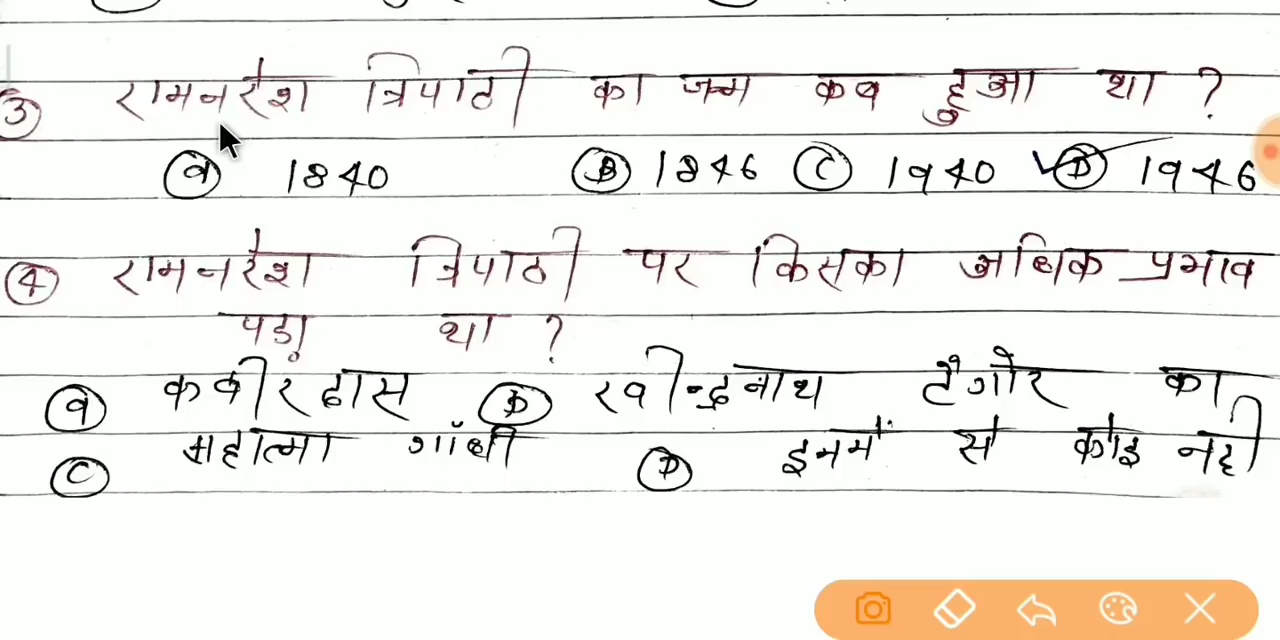 ③ रामनरेश त्रिपाठी का जन्म कब हुआ था ?
ⓐ 1840 Ⓑ 1846 Ⓒ 1940 Ⓓ 1946
④ रामनरेश त्रिपाठी पर किसका अधिक प्रभाव
पड़ा था ?
ⓐ कबीर दास Ⓑ रवीन्द्रनाथ टैगोर का
Ⓒ महात्मा गाँधी Ⓓ इनमें से कोई नही